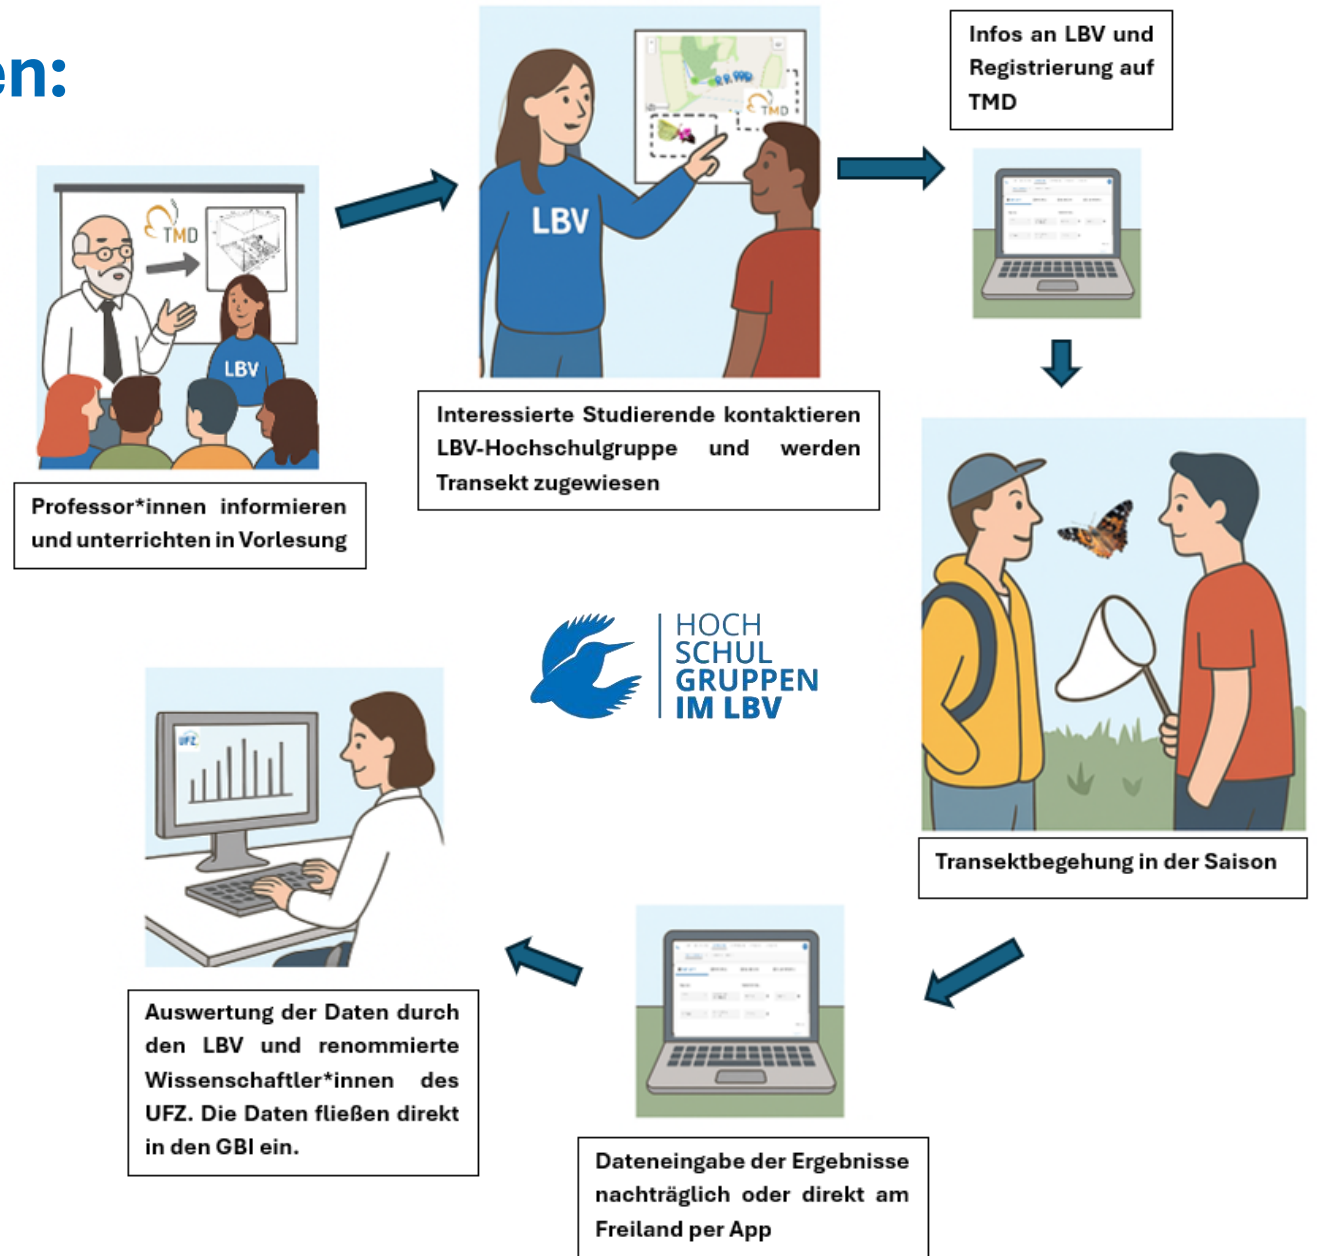 en:
TMD
LBV
Professor*innen informieren
und unterrichten in Vorlesung
TMD
LBV
Interessierte Studierende kontaktieren
LBV-Hochschulgruppe und werden
Transekt zugewiesen
Infos an LBV und
Registrierung auf
TMD
Transektbegehung in der Saison
HOCH
SCHUL
GRUPPEN
IM LBV
Dateneingabe der Ergebnisse
nachträglich oder direkt am
Freiland per App
UFZ
Auswertung der Daten durch
den LBV und renommierte
Wissenschaftler*innen des
UFZ. Die Daten fließen direkt
in den GBI ein.